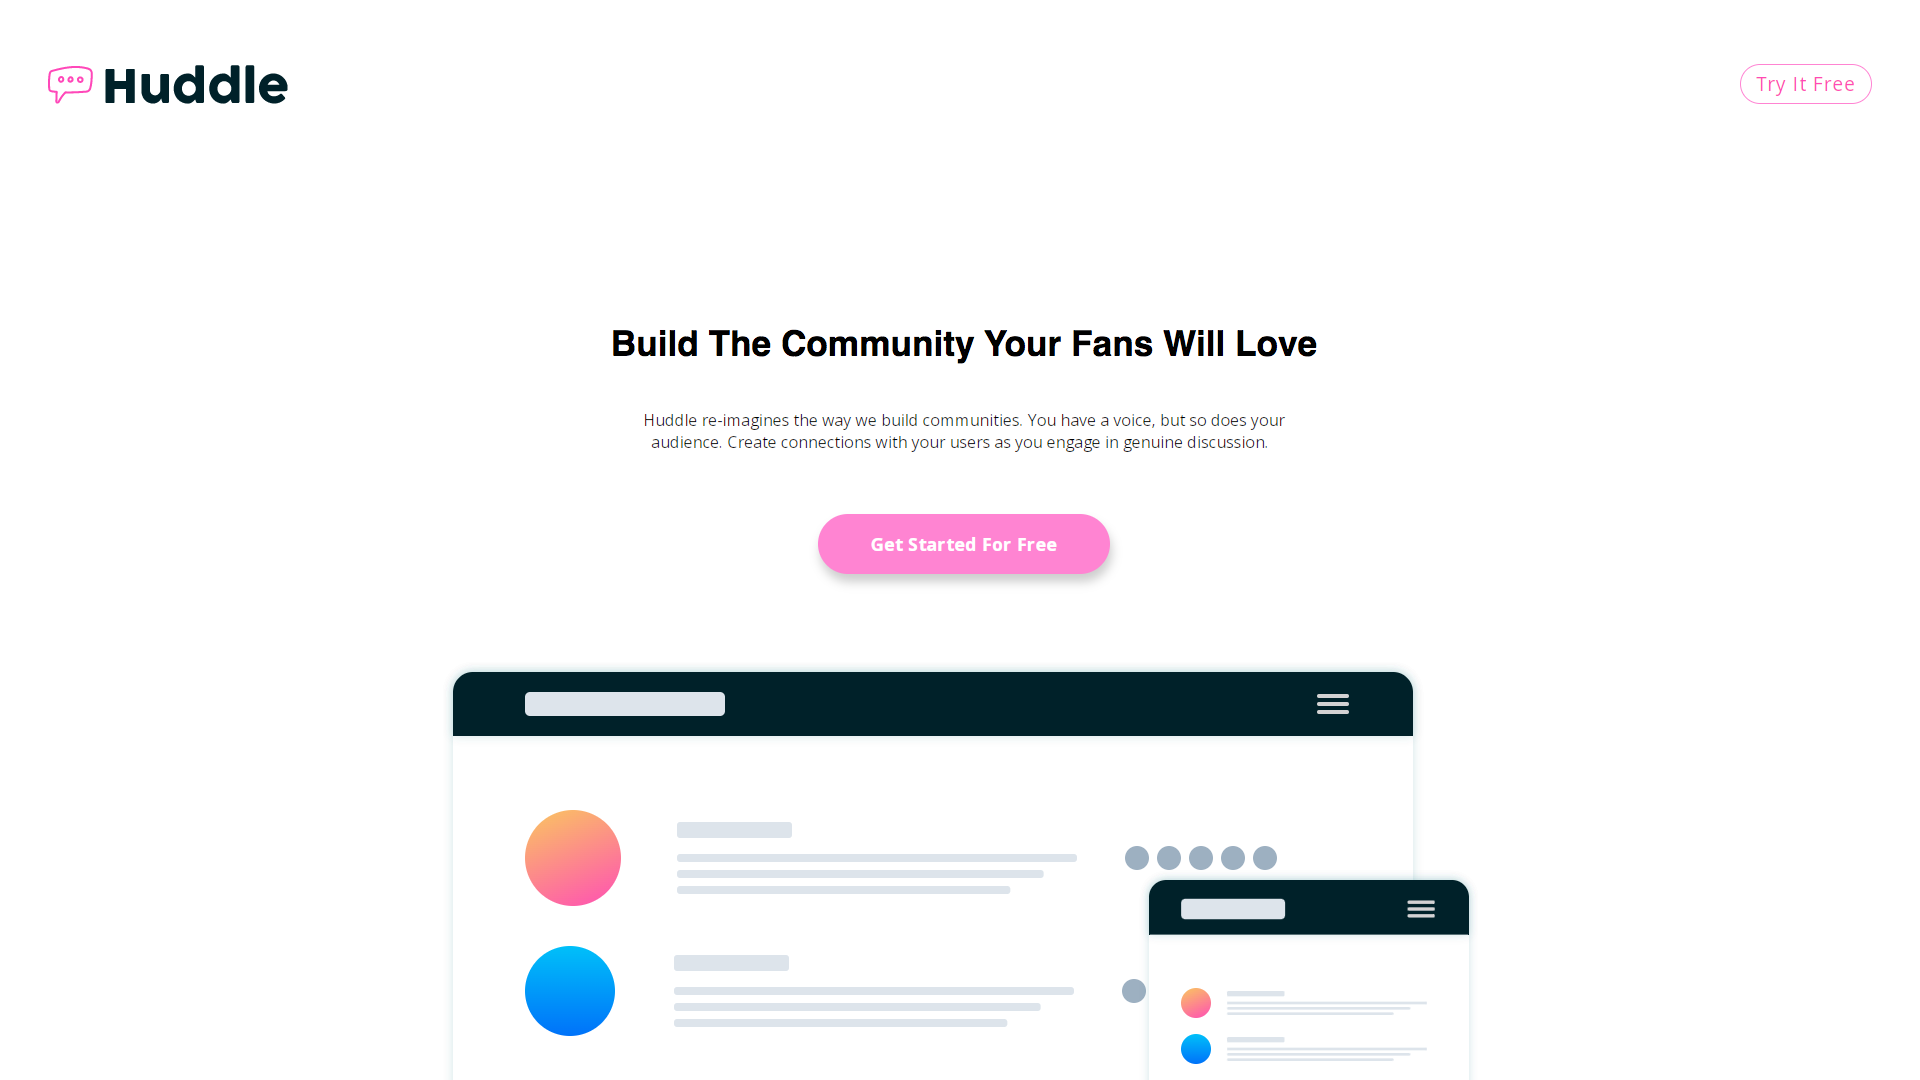 Huddle
Try It Free
Build The Community Your Fans Will Love
Huddle re-imagines the way we build communities. You have a voice, but so does your
audience. Create connections with your users as you engage in genuine discussion.
Get Started For Free